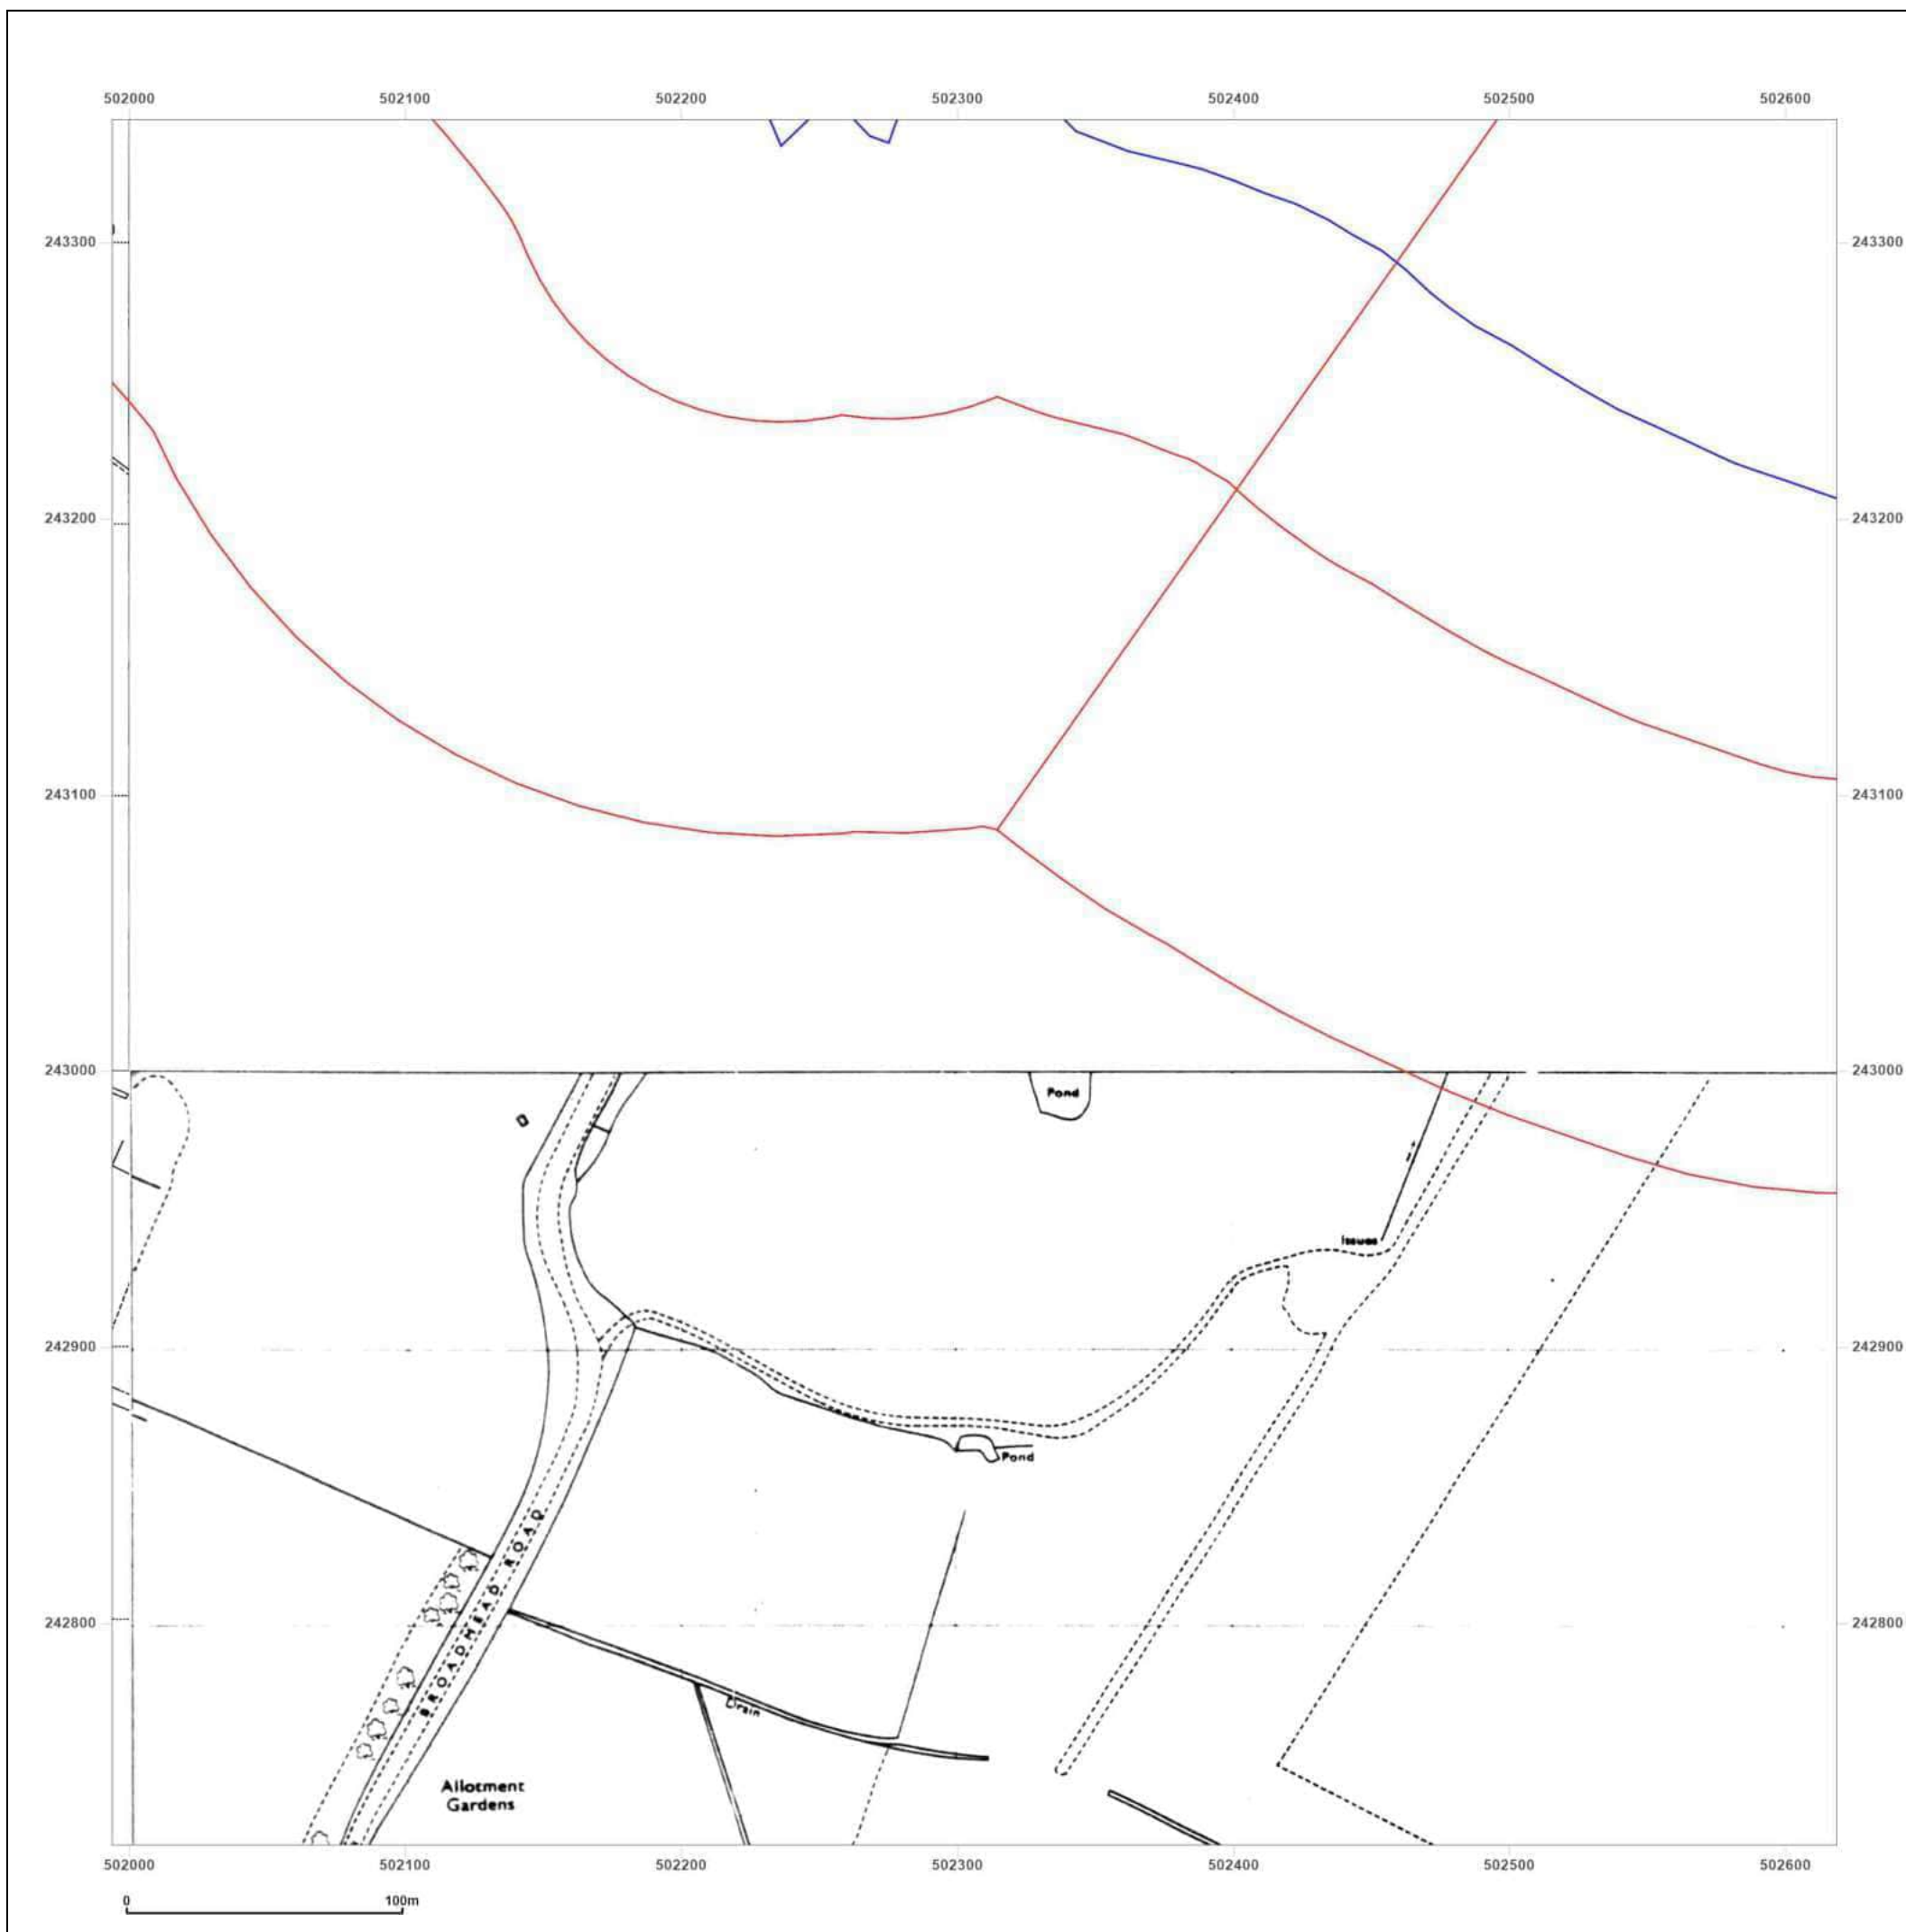 502000 502100 502200 502300 502400 502500 502600
243300 243300
243200 243200
243100 243100
243000 243000
Pond
Issues
242900 242900
Pond
BROADMEAD ROAD
242800 242800
Drain
Allotment
Gardens
502000 502100 502200 502300 502400 502500 502600
0 100m